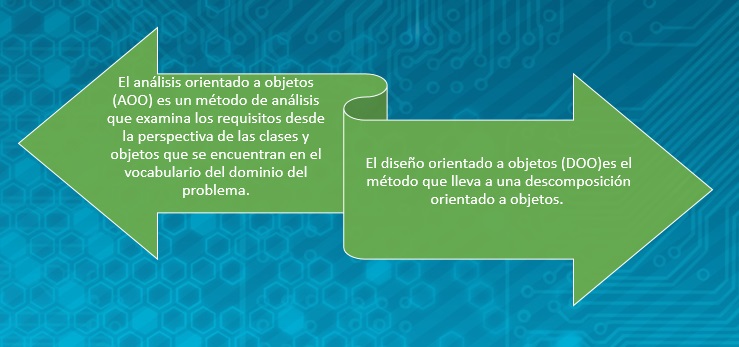 El análisis orientado a objetos
(AOO) es un método de análisis
que examina los requisitos desde
la perspectiva de las clases y
objetos que se encuentran en el
vocabulario del dominio del
problema.
El diseño orientado a objetos (DOO)es el
método que lleva a una descomposición
orientado a objetos.